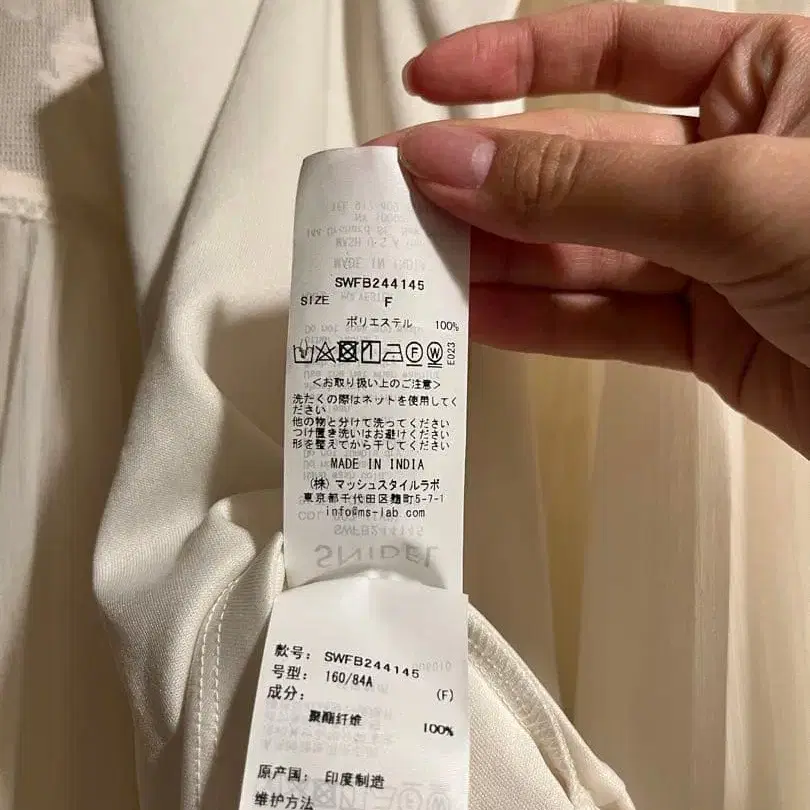 SWFB244145
SIZE F
ポリエステル 100%
E023
<お取り扱い上のご注意>
洗たくの際はネットを使用してく
ださい
他の物と分けて洗ってください
つけ置き洗いはお避けください
形を整えてから干してください
MADE IN INDIA
(株)マッシュスタイルラボ
東京都千代田区麹町5-7-1
info@ms-lab.com
款号: SWFB244145
号型: 160/84A (F)
成分:
聚酯纤维 100%
原产国: 印度制造
维护方法